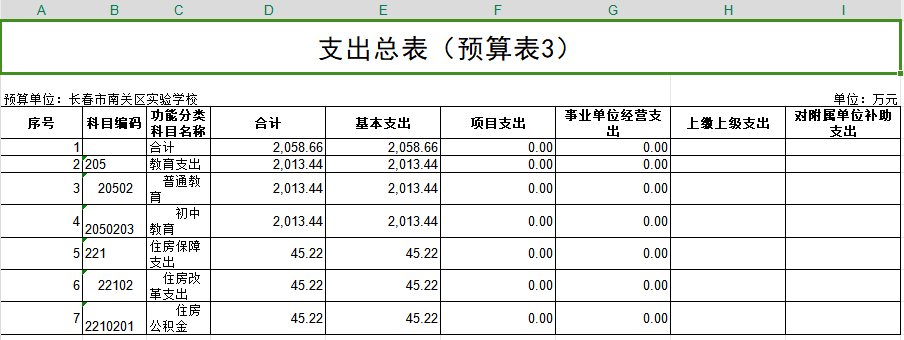 A B C D E F G H I
支出总表（预算表3）
预算单位：长春市南关区实验学校 单位：万元
序号 科目编码 功能分类科目名称 合计 基本支出 项目支出 事业单位经营支出 上缴上级支出 对附属单位补助支出
1 合计 2,058.66 2,058.66 0.00 0.00
2 205 教育支出 2,013.44 2,013.44 0.00 0.00
3 20502 普通教育 2,013.44 2,013.44 0.00 0.00
4 2050203 初中教育 2,013.44 2,013.44 0.00 0.00
5 221 住房保障支出 45.22 45.22 0.00 0.00
6 22102 住房改革支出 45.22 45.22 0.00 0.00
7 2210201 住房公积金 45.22 45.22 0.00 0.00